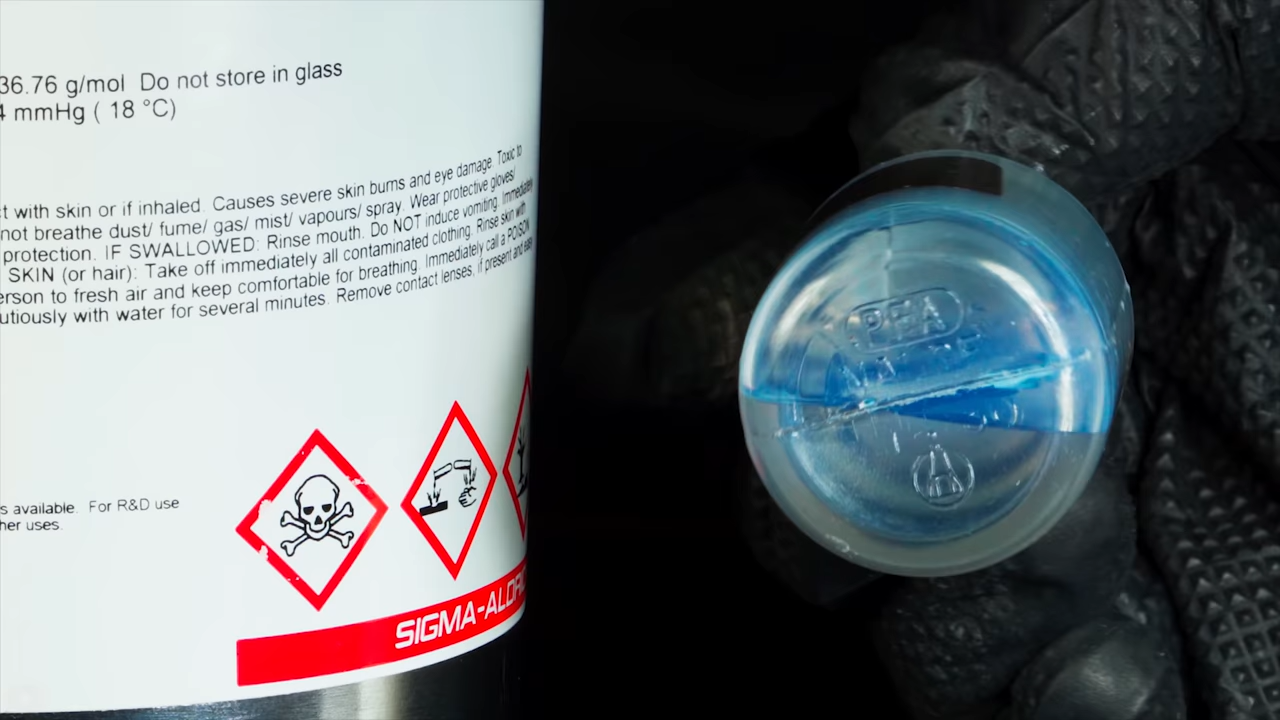 36.76 g/mol Do not store in glass
4 mmHg ( 18 °C)
ct with skin or if inhaled. Causes severe skin burns and eye damage. Toxic to
not breathe dust/ fume/ gas/ mist/ vapours/ spray. Wear protective gloves/
protection. IF SWALLOWED: Rinse mouth. Do NOT induce vomiting. Immediately
SKIN (or hair): Take off immediately all contaminated clothing. Rinse skin with
erson to fresh air and keep comfortable for breathing. Immediately call a POISON
utiously with water for several minutes. Remove contact lenses, if present and easy
s available. For R&D use
her uses.
SIGMA-ALDR
PFA